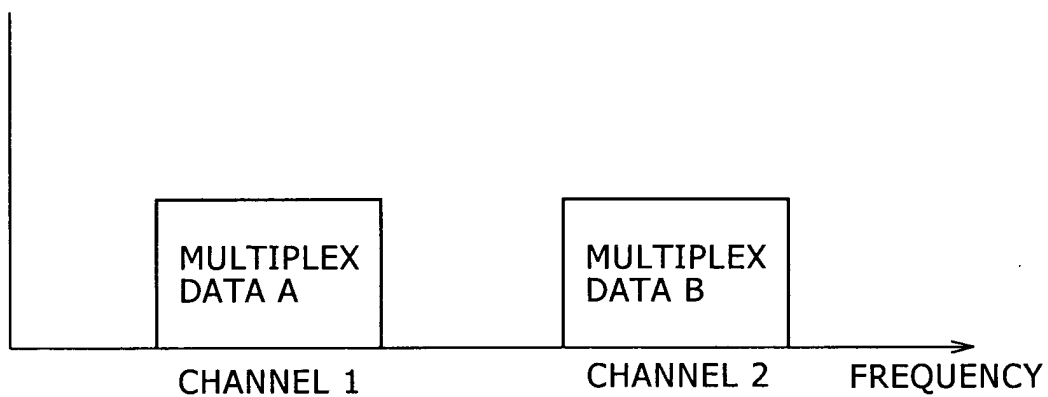 MULTIPLEX
DATA A
MULTIPLEX
DATA B
CHANNEL 1
CHANNEL 2
FREQUENCY